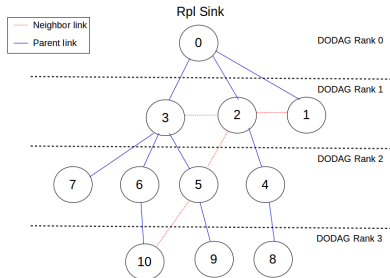 Rpl Sink
Neighbor link
Parent link
0
DODAG Rank 0
DODAG Rank 1
3
2
1
DODAG Rank 2
7
6
5
4
DODAG Rank 3
10
9
8